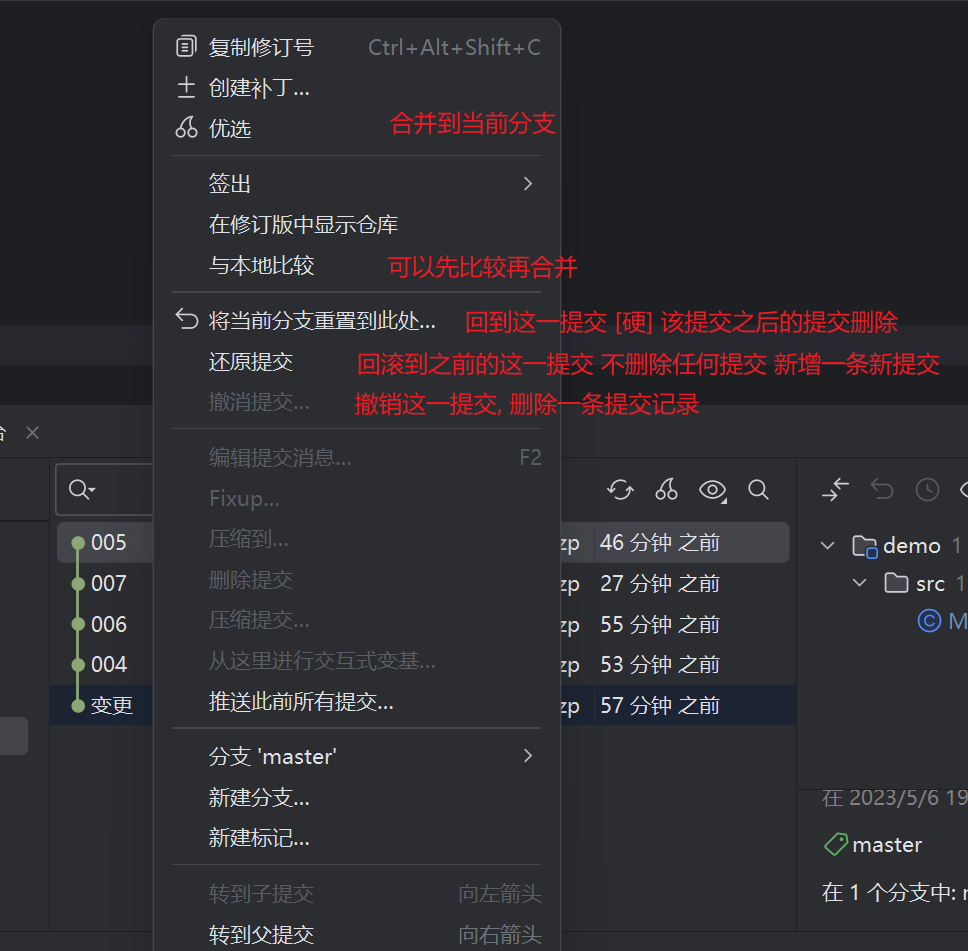 复制修订号 Ctrl+Alt+Shift+C
创建补丁...
优选 合并到当前分支
签出
在修订版中显示仓库
与本地比较 可以先比较再合并
将当前分支重置到此处... 回到这一提交 [硬] 该提交之后的提交删除
还原提交 回滚到之前的这一提交 不删除任何提交 新增一条新提交
撤消提交... 撤销这一提交, 删除一条提交记录
编辑提交消息... F2
Fixup...
压缩到...
005 zp 46 分钟 之前 demo 1
删除提交
007 zp 27 分钟 之前 src 1
压缩提交...
006 zp 55 分钟 之前 M
从这里进行交互式变基...
004 zp 53 分钟 之前
推送此前所有提交...
变更 zp 57 分钟 之前
分支 'master'
新建分支...
在 2023/5/6 19
新建标记...
master
转到子提交 向左箭头
在 1 个分支中:
转到父提交 向右箭头